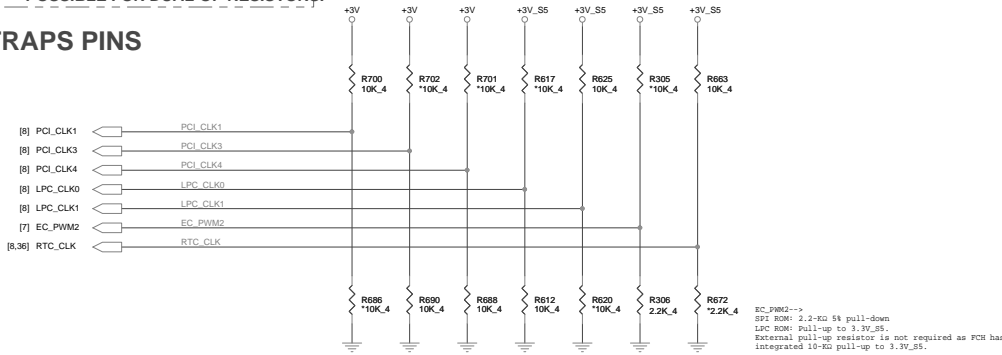 TRAPS PINS
+3V +3V +3V +3V_S5 +3V_S5 +3V_S5 +3V_S5
R700 R702 R701 R617 R625 R305 R663
10K_4 *10K_4 *10K_4 *10K_4 10K_4 *10K_4 10K_4
[8] PCI_CLK1 PCI_CLK1
[8] PCI_CLK3 PCI_CLK3
[8] PCI_CLK4 PCI_CLK4
[8] LPC_CLK0 LPC_CLK0
[8] LPC_CLK1 LPC_CLK1
[7] EC_PWM2 EC_PWM2
[8,36] RTC_CLK RTC_CLK
R686 R690 R688 R612 R620 R306 R672
*10K_4 10K_4 10K_4 10K_4 *10K_4 2.2K_4 *2.2K_4
EC_PWM2-->
SPI ROM: 2.2-KΩ 5% pull-down
LPC ROM: Pull-up to 3.3V_S5.
External pull-up resistor is not required as FCH has
integrated 10-KΩ pull-up to 3.3V_S5.